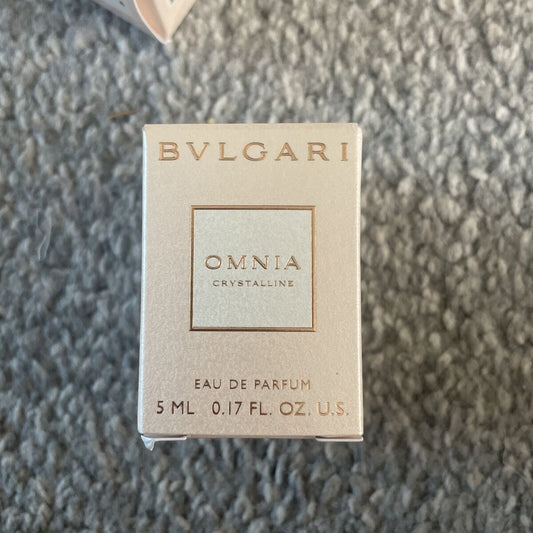 BVLGARI
OMNIA
CRYSTALLINE
EAU DE PARFUM
5 ML 0.17 FL. OZ. U.S.